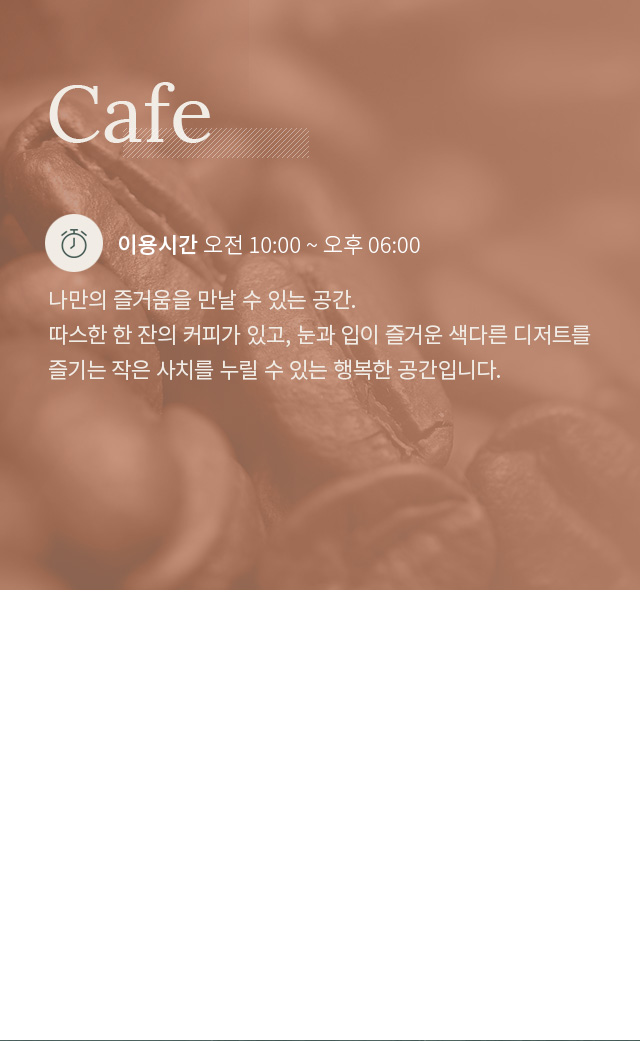 Cafe
이용시간 오전 10:00 ~ 오후 06:00
나만의 즐거움을 만날 수 있는 공간.
따스한 한 잔의 커피가 있고, 눈과 입이 즐거운 색다른 디저트를
즐기는 작은 사치를 누릴 수 있는 행복한 공간입니다.